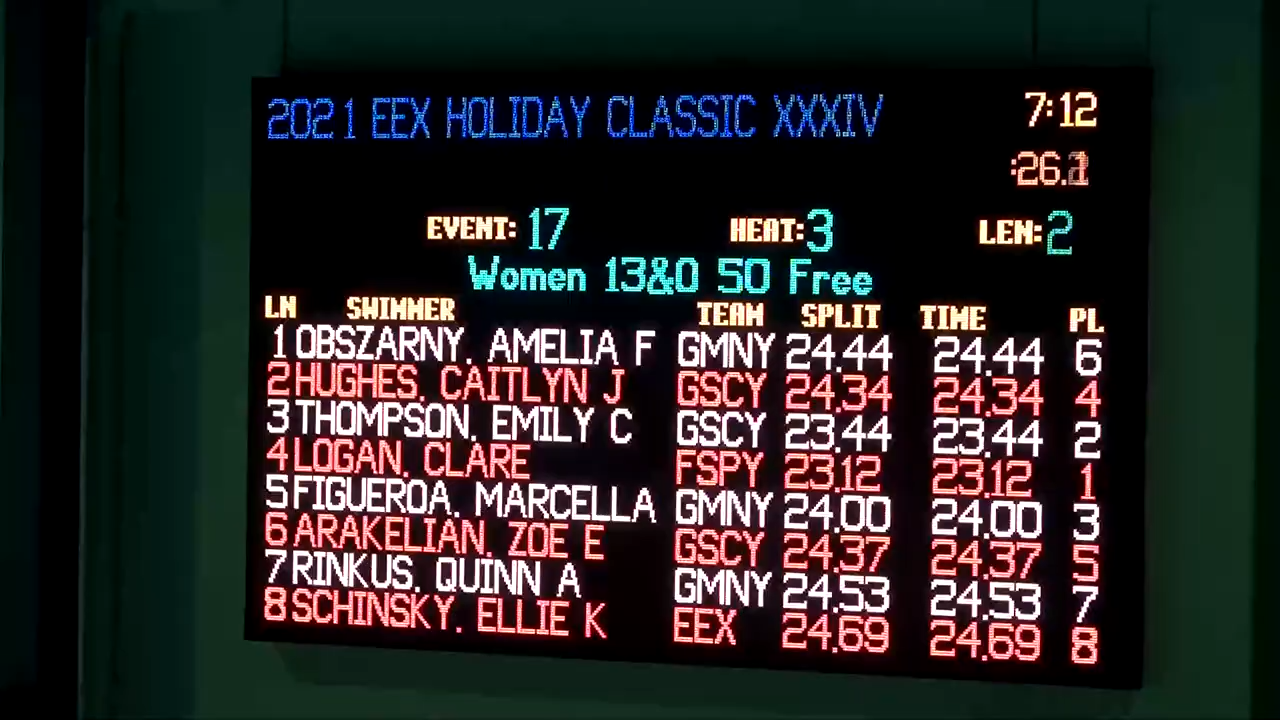 2021 EEX HOLIDAY CLASSIC XXXIV 7:12
EVENT: 17 HEAT: 3 LEN: 2
Women 13&O 50 Free
LN SWIMMER TEAM SPLIT TIME PL
1 OBSZARNY, AMELIA F GMNY 24.44 24.44 6
2 HUGHES, CAITLYN J GSCY 24.34 24.34 4
3 THOMPSON, EMILY C GSCY 23.44 23.44 2
4 LOGAN, CLARE FSPY 23.12 23.12 1
5 FIGUEROA, MARCELLA GMNY 24.00 24.00 3
6 ARAKELIAN, ZOE E GSCY 24.37 24.37 5
7 RINKUS, QUINN A GMNY 24.53 24.53 7
8 SCHINSKY, ELLIE K EEX 24.69 24.69 8